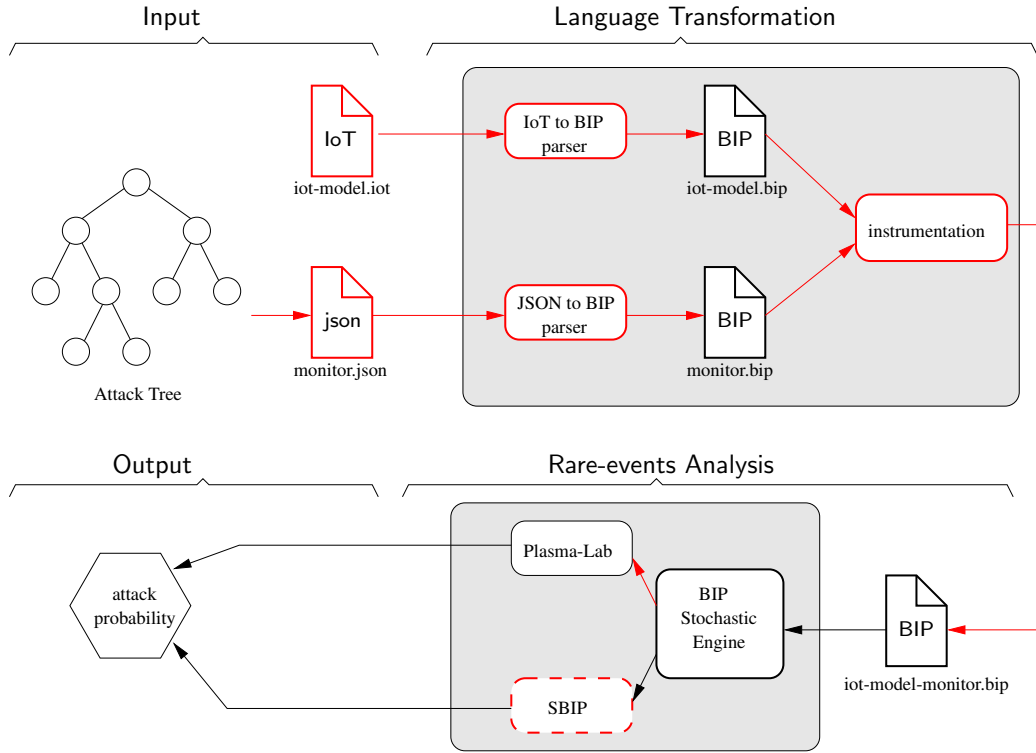 Input
Language Transformation
IoT
iot-model.iot
IoT to BIP
parser
BIP
iot-model.bip
instrumentation
Attack Tree
json
monitor.json
JSON to BIP
parser
BIP
monitor.bip
Output
Rare-events Analysis
attack
probability
Plasma-Lab
SBIP
BIP
Stochastic
Engine
BIP
iot-model-monitor.bip